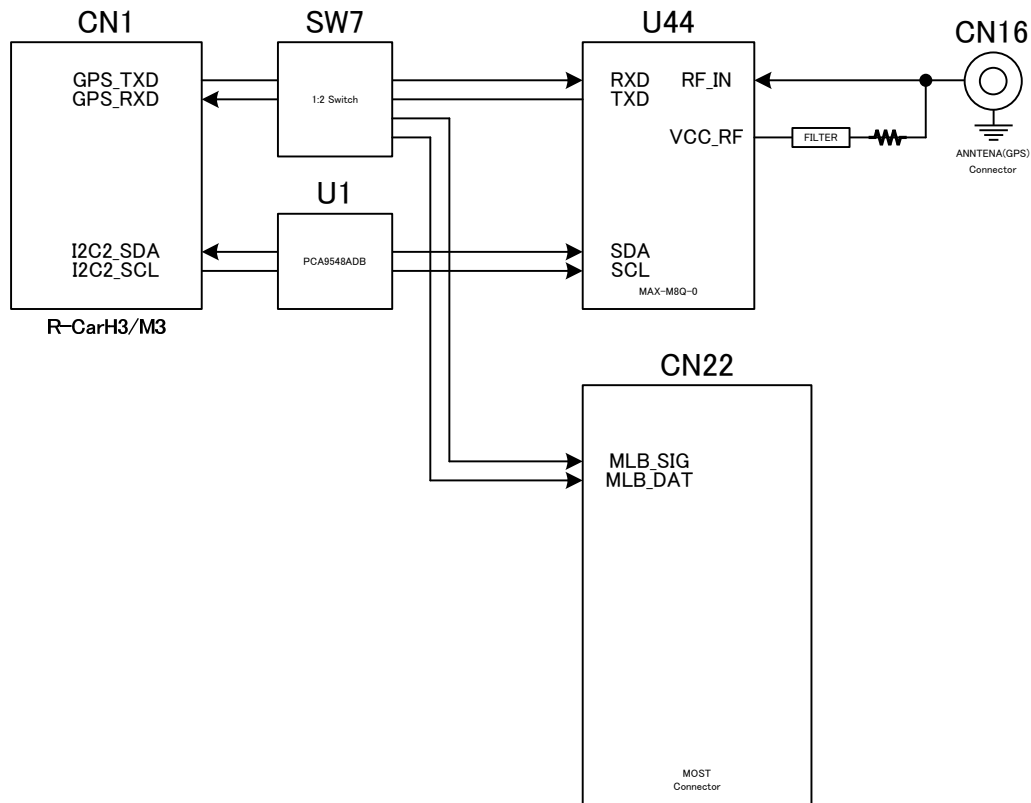 CN1
SW7
U44
CN16
GPS_TXD
GPS_RXD
1:2 Switch
RXD
TXD
RF_IN
VCC_RF
FILTER
ANNTENA(GPS)
Connector
U1
I2C2_SDA
I2C2_SCL
PCA9548ADB
SDA
SCL
MAX-M8Q-0
R-CarH3/M3
CN22
MLB_SIG
MLB_DAT
MOST
Connector